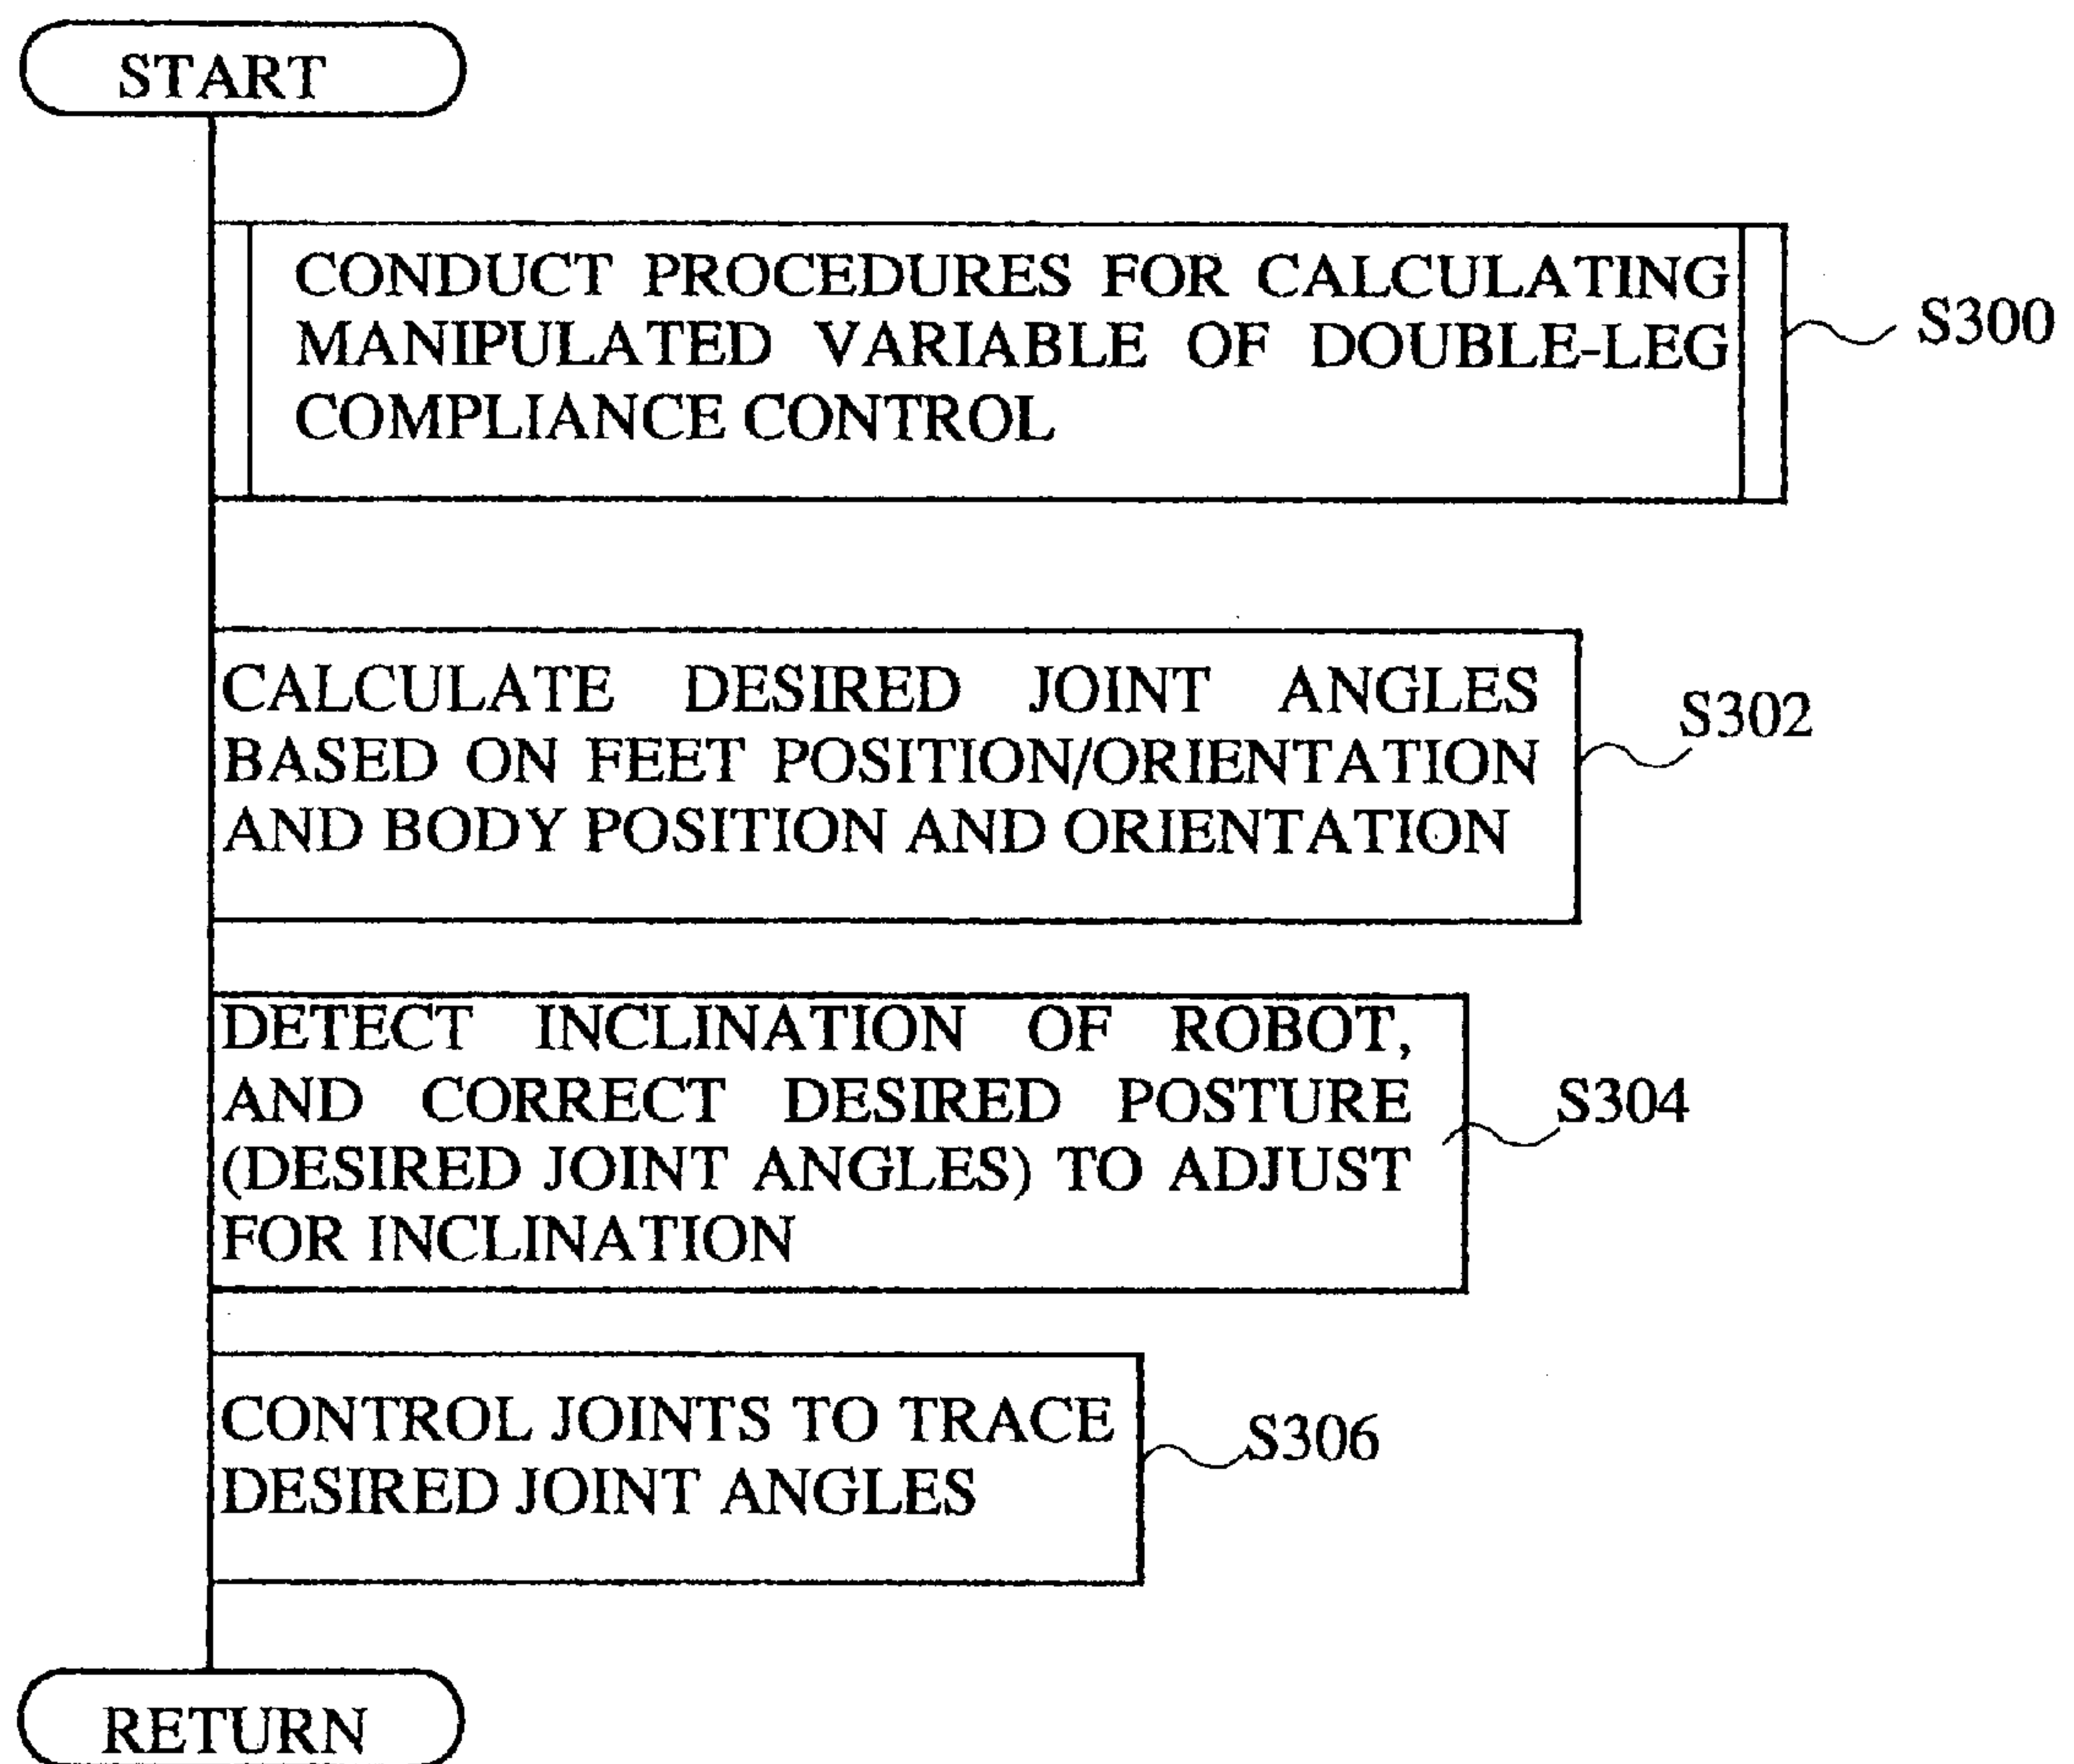 START
CONDUCT PROCEDURES FOR CALCULATING
MANIPULATED VARIABLE OF DOUBLE-LEG
COMPLIANCE CONTROL
S300
CALCULATE DESIRED JOINT ANGLES
BASED ON FEET POSITION/ORIENTATION
AND BODY POSITION AND ORIENTATION
S302
DETECT INCLINATION OF ROBOT,
AND CORRECT DESIRED POSTURE
(DESIRED JOINT ANGLES) TO ADJUST
FOR INCLINATION
S304
CONTROL JOINTS TO TRACE
DESIRED JOINT ANGLES
S306
RETURN